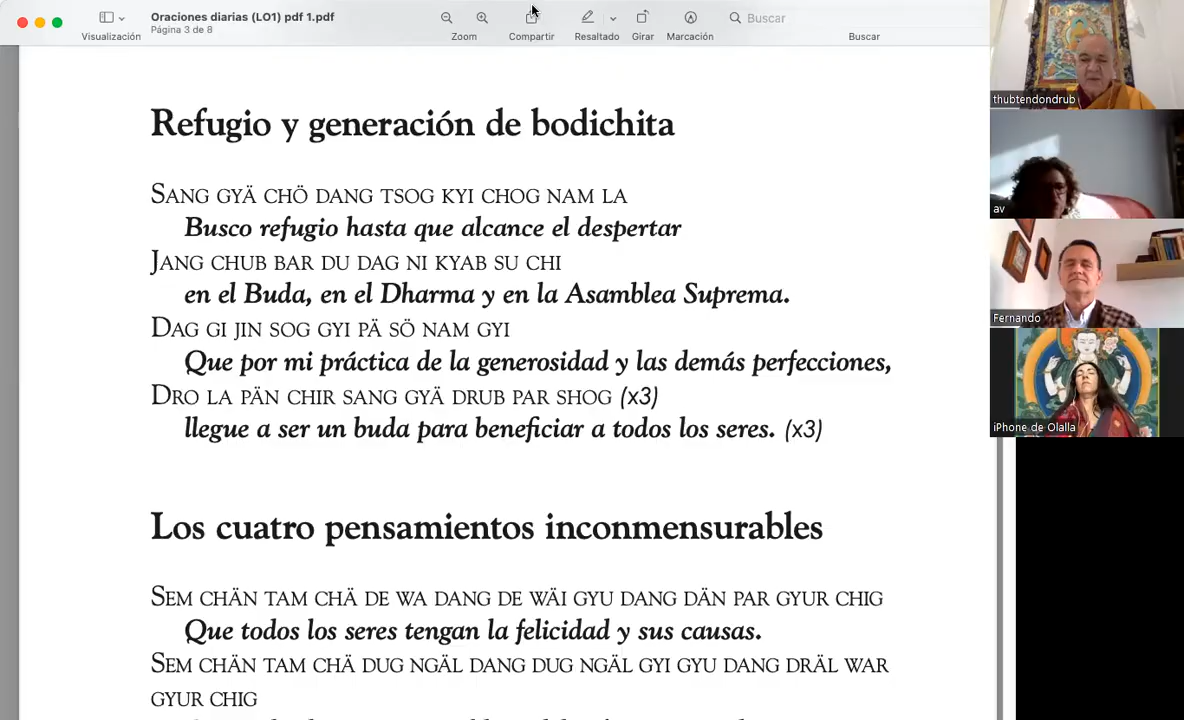 Oraciones diarias (LO1) pdf 1.pdf
Página 3 de 8
Visualización
Zoom
Compartir
Resaltado
Girar
Marcación
Buscar
Buscar
Refugio y generación de bodichita
SANG GYÄ CHÖ DANG TSOG KYI CHOG NAM LA
Busco refugio hasta que alcance el despertar
JANG CHUB BAR DU DAG NI KYAB SU CHI
en el Buda, en el Dharma y en la Asamblea Suprema.
DAG GI JIN SOG GYI PÄ SÖ NAM GYI
Que por mi práctica de la generosidad y las demás perfecciones,
DRO LA PÄN CHIR SANG GYÄ DRUB PAR SHOG (x3)
llegue a ser un buda para beneficiar a todos los seres. (x3)
Los cuatro pensamientos inconmensurables
SEM CHÄN TAM CHÄ DE WA DANG DE WÄI GYU DANG DÄN PAR GYUR CHIG
Que todos los seres tengan la felicidad y sus causas.
SEM CHÄN TAM CHÄ DUG NGÄL DANG DUG NGÄL GYI GYU DANG DRÄL WAR
GYUR CHIG
thubtendondrub
av
Fernando
iPhone de Olalla